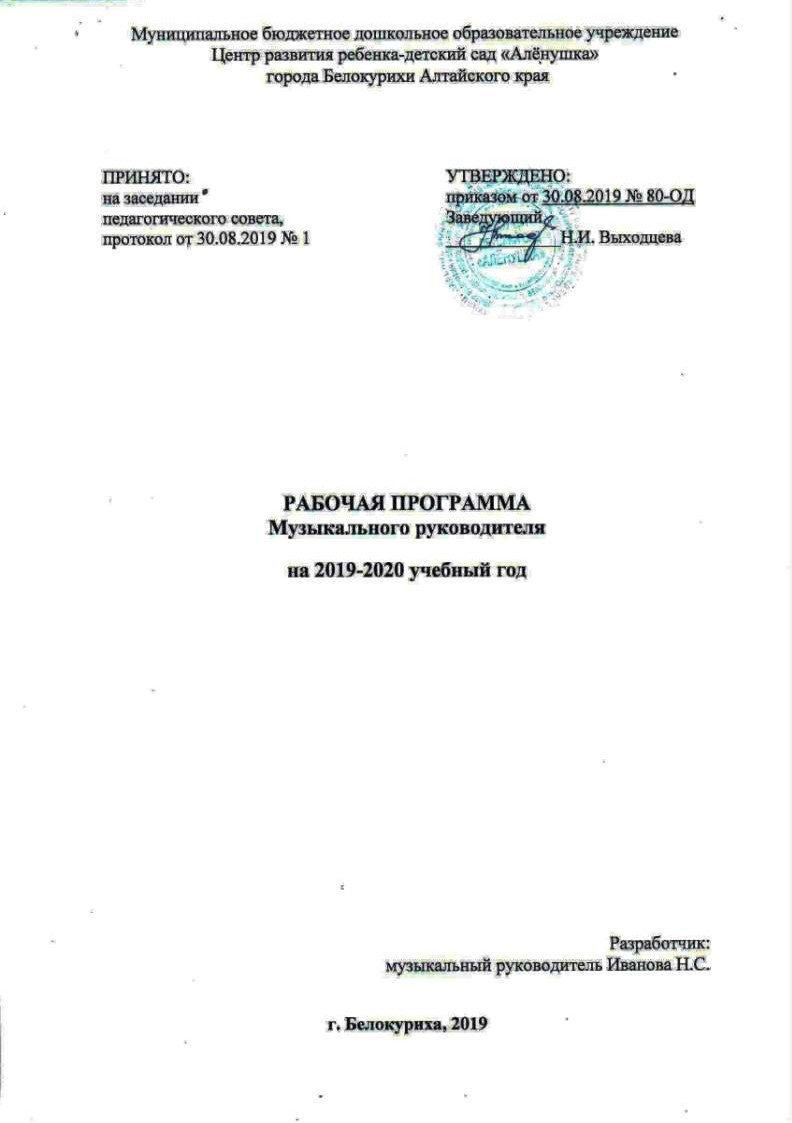 Муниципальное бюджетное дошкольное образовательное учреждение
Центр развития ребенка-детский сад «Алёнушка»
города Белокурихи Алтайского края
ПРИНЯТО:
на заседании
педагогического совета,
протокол от 30.08.2019 № 1
УТВЕРЖДЕНО:
приказом от 30.08.2019 № 80-ОД
Заведующий
Н.И. Выходцева
«АЛЁНУШКА»
РАБОЧАЯ ПРОГРАММА
Музыкального руководителя
на 2019-2020 учебный год
Разработчик:
музыкальный руководитель Иванова Н.С.
г. Белокуриха, 2019